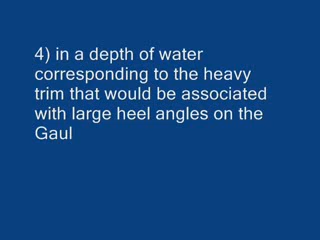 4) in a depth of water
corresponding to the heavy
trim that would be associated
with large heel angles on the
Gaul